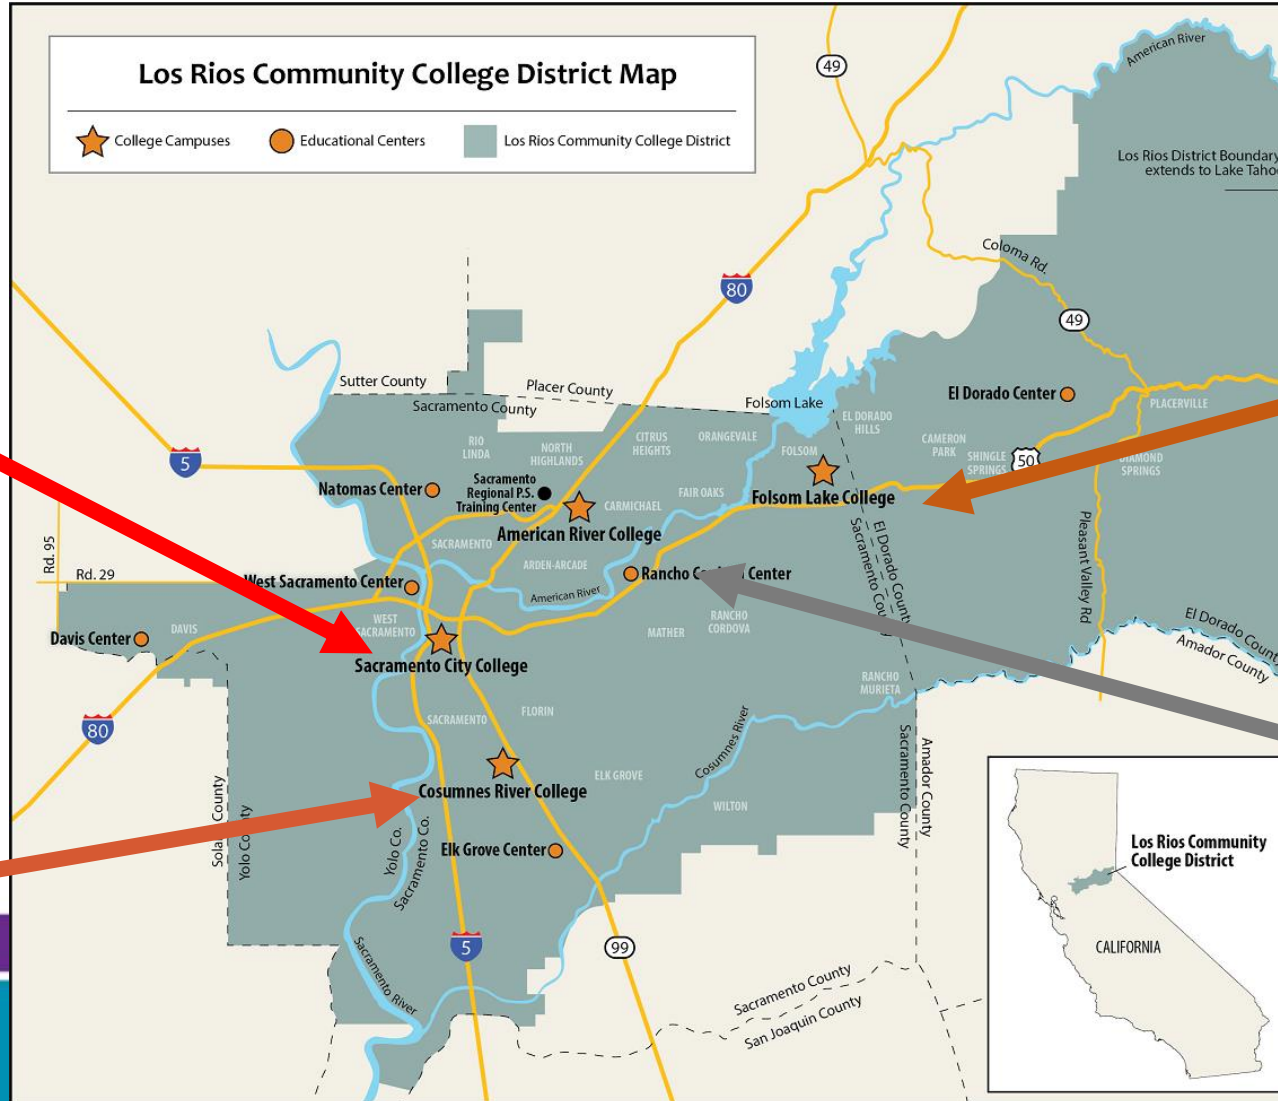 Los Rios Community College District Map
College Campuses
Educational Centers
Los Rios Community College District
49
American River
Los Rios District Boundary
extends to Lake
Coloma Rd.
80
49
Sutter County
Placer County
Sacramento County
Folsom Lake
El Dorado Center
PLACERVILLE
EL DORADO
HILLS
CAMERON
PARK
SHINGLE
SPRINGS
50
DIAMOND
SPRINGS
RIO
LINDA
NORTH
HIGHLANDS
CITRUS
HEIGHTS
ORANGEVALE
FOLSOM
5
Natomas Center
Sacramento
Regional P.S.
Training Center
CARMICHAEL
FAIR OAKS
Folsom Lake College
American River College
SACRAMENTO
ARDEN-ARCADE
Sacramento County
El Dorado County
Pleasant Valley Rd
Rd. 95
Rd. 29
West Sacramento Center
American River
Rancho Center
Davis Center
DAVIS
WEST
SACRAMENTO
MATHER
RANCHO
CORDOVA
El Dorado
Amador County
Sacramento City College
RANCHO
MURIETA
80
SACRAMENTO
FLORIN
Cosumnes River
Sacramento County
Amador County
Cosumnes River College
ELK GROVE
WILTON
County
Yolo
Yolo Co.
Sacramento Co.
Elk Grove Center
Los Rios Community
College District
CALIFORNIA
5
99
Sacramento River
Sacramento County
San Joaquin County